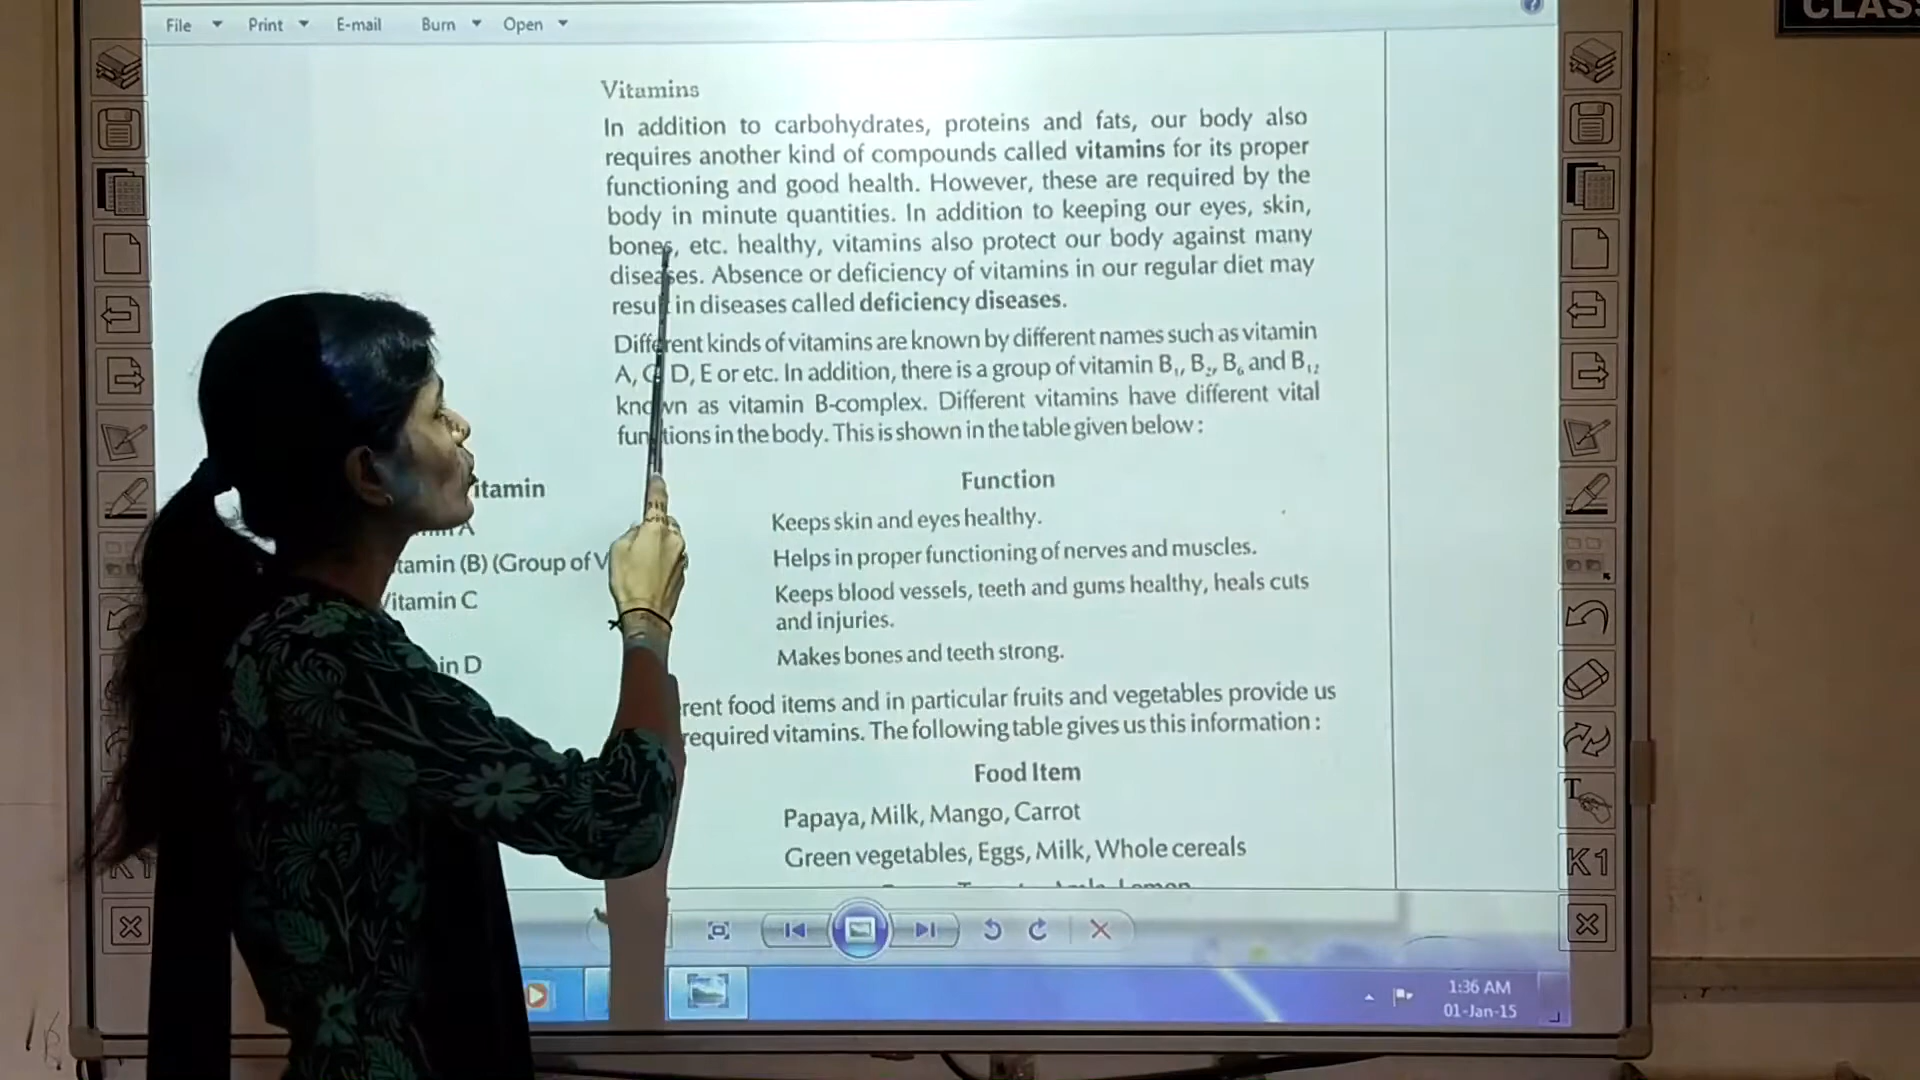 CLAS
File Print E-mail Burn Open
Vitamins
In addition to carbohydrates, proteins and fats, our body also
requires another kind of compounds called vitamins for its proper
functioning and good health. However, these are required by the
body in minute quantities. In addition to keeping our eyes, skin,
bones, etc. healthy, vitamins also protect our body against many
diseases. Absence or deficiency of vitamins in our regular diet may
result in diseases called deficiency diseases.
Different kinds of vitamins are known by different names such as vitamin
A, C, D, E or etc. In addition, there is a group of vitamin B₁, B₂, B₆ and B₁₂
known as vitamin B-complex. Different vitamins have different vital
functions in the body. This is shown in the table given below :
itamin Function
A Keeps skin and eyes healthy.
tamin (B) (Group of V Helps in proper functioning of nerves and muscles.
Vitamin C Keeps blood vessels, teeth and gums healthy, heals cuts
and injuries.
in D Makes bones and teeth strong.
rent food items and in particular fruits and vegetables provide us
required vitamins. The following table gives us this information :
Food Item
Papaya, Milk, Mango, Carrot
Green vegetables, Eggs, Milk, Whole cereals
Lemon
K1
K1
1:36 AM
01-Jan-15